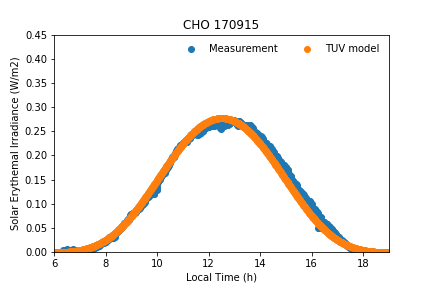 CHO 170915
Measurement
TUV model
Solar Erythemal Irradiance (W/m2)
0.45
0.40
0.35
0.30
0.25
0.20
0.15
0.10
0.05
0.00
6 8 10 12 14 16 18
Local Time (h)